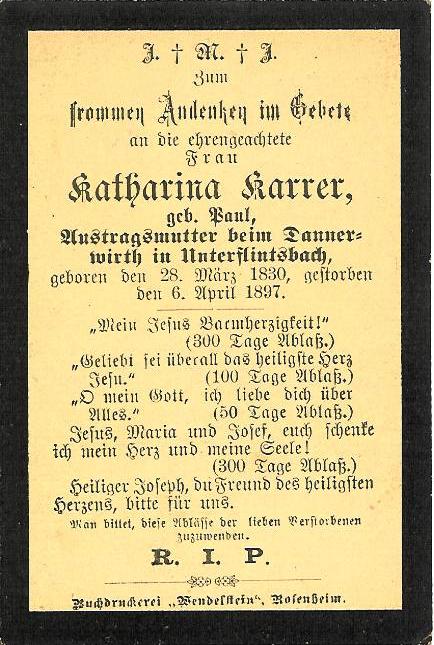 J. † M. † J.
Zum
frommen Andenken im Gebete
an die ehrengeachtete
Frau
Katharina Karrer,
geb. Paul,
Austragsmutter beim Tanner-
wirth in Unterflintsbach,
geboren den 28. März 1830, gestorben
den 6. April 1897.
„Mein Jesus Barmherzigkeit!“
(300 Tage Ablaß.)
„Geliebt sei überall das heiligste Herz
Jesu.“ (100 Tage Ablaß.)
„O mein Gott, ich liebe dich über
Alles.“ (50 Tage Ablaß.)
Jesus, Maria und Josef, euch schenke
ich mein Herz und meine Seele!
(300 Tage Ablaß.)
Heiliger Joseph, du Freund des heiligsten
Herzens, bitte für uns.
Man bittet, diese Ablässe der lieben Verstorbenen
zuzuwenden.
R. I. P.
Buchdruckerei „Wendelstein“, Rosenheim.